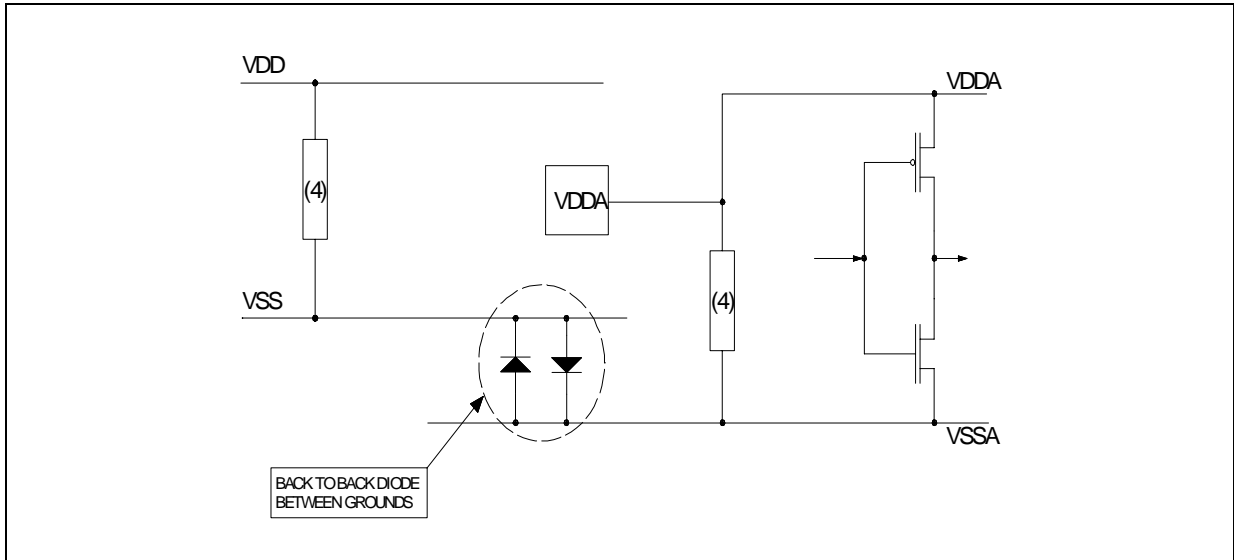 VDD
VDDA
(4)
VDDA
VSS
(4)
VSSA
BACK TO BACK DIODE
BETWEEN GROUNDS